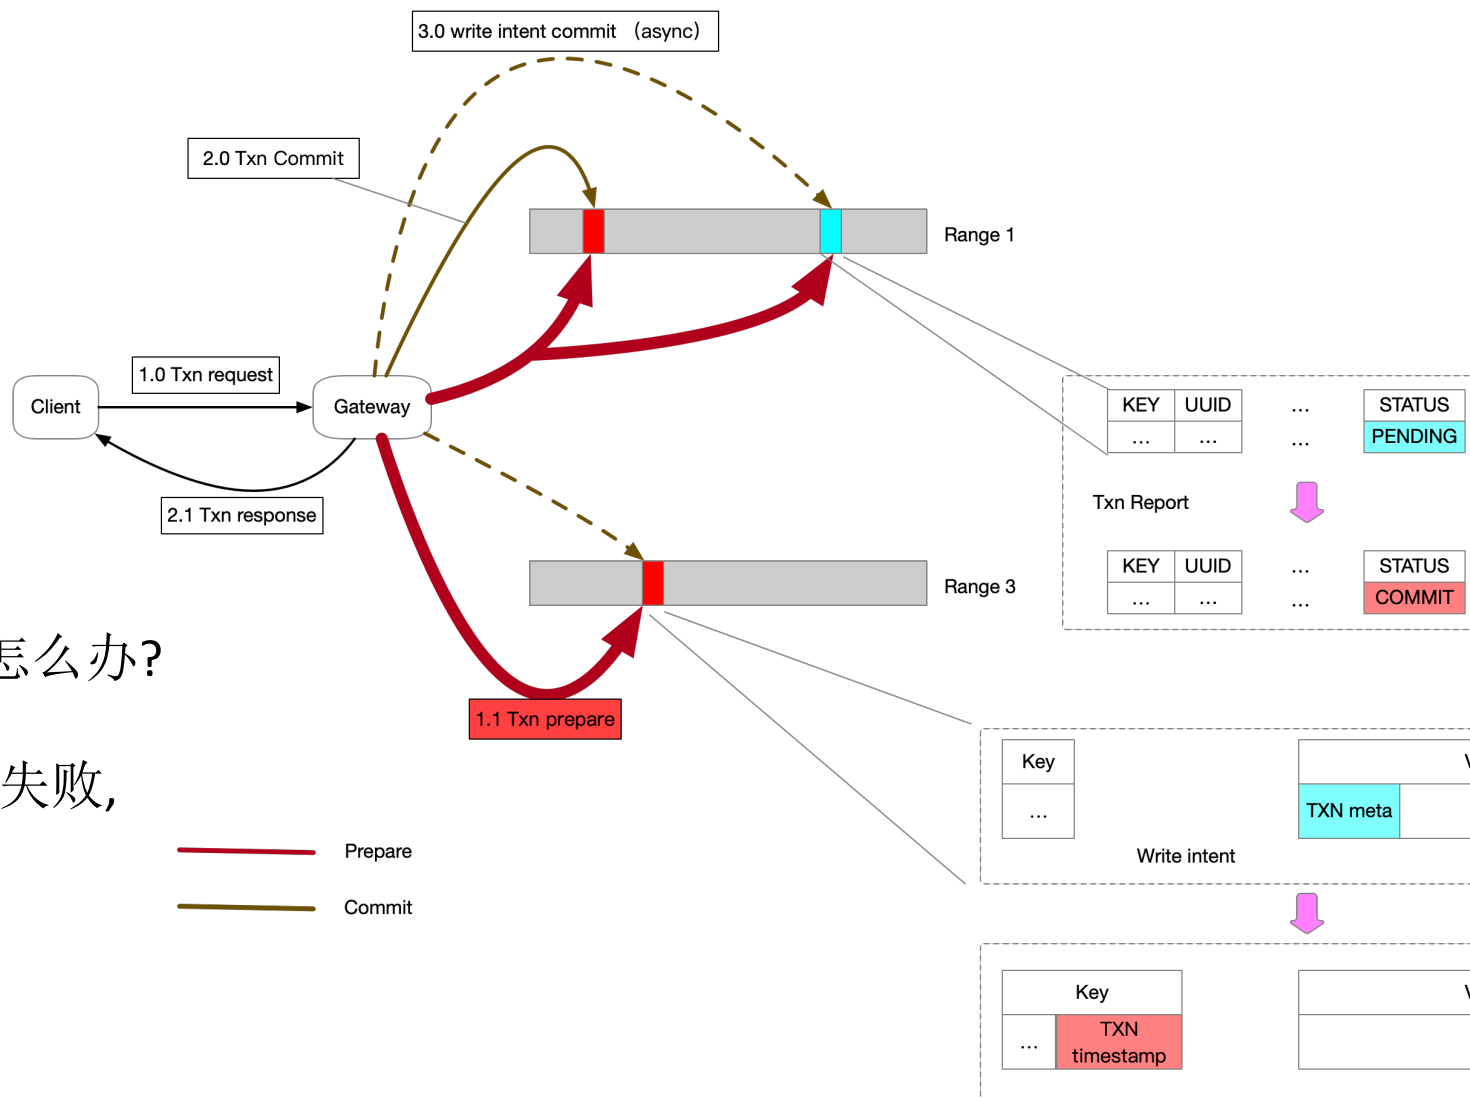 3.0 write intent commit （async）
2.0 Txn Commit
Range 1
1.0 Txn request
Client
Gateway
2.1 Txn response
KEY UUID ... STATUS
... ... ... PENDING
Txn Report
KEY UUID ... STATUS
... ... ... COMMIT
Range 3
怎么办?
1.1 Txn prepare
失败,
Key
... TXN meta
Write intent
Prepare
Commit
Key
... TXN
timestamp